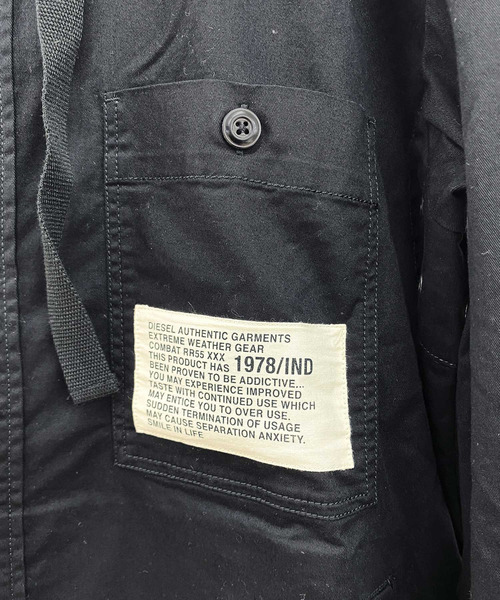 DIESEL AUTHENTIC GARMENTS
EXTREME WEATHER GEAR
COMBAT RR55 XXX
THIS PRODUCT HAS 1978/IND
BEEN PROVEN TO BE ADDICTIVE...
YOU MAY EXPERIENCE IMPROVED
TASTE WITH CONTINUED USE WHICH
MAY ENTICE YOU TO OVER USE.
SUDDEN TERMINATION OF USAGE
MAY CAUSE SEPARATION ANXIETY.
SMILE IN LIFE